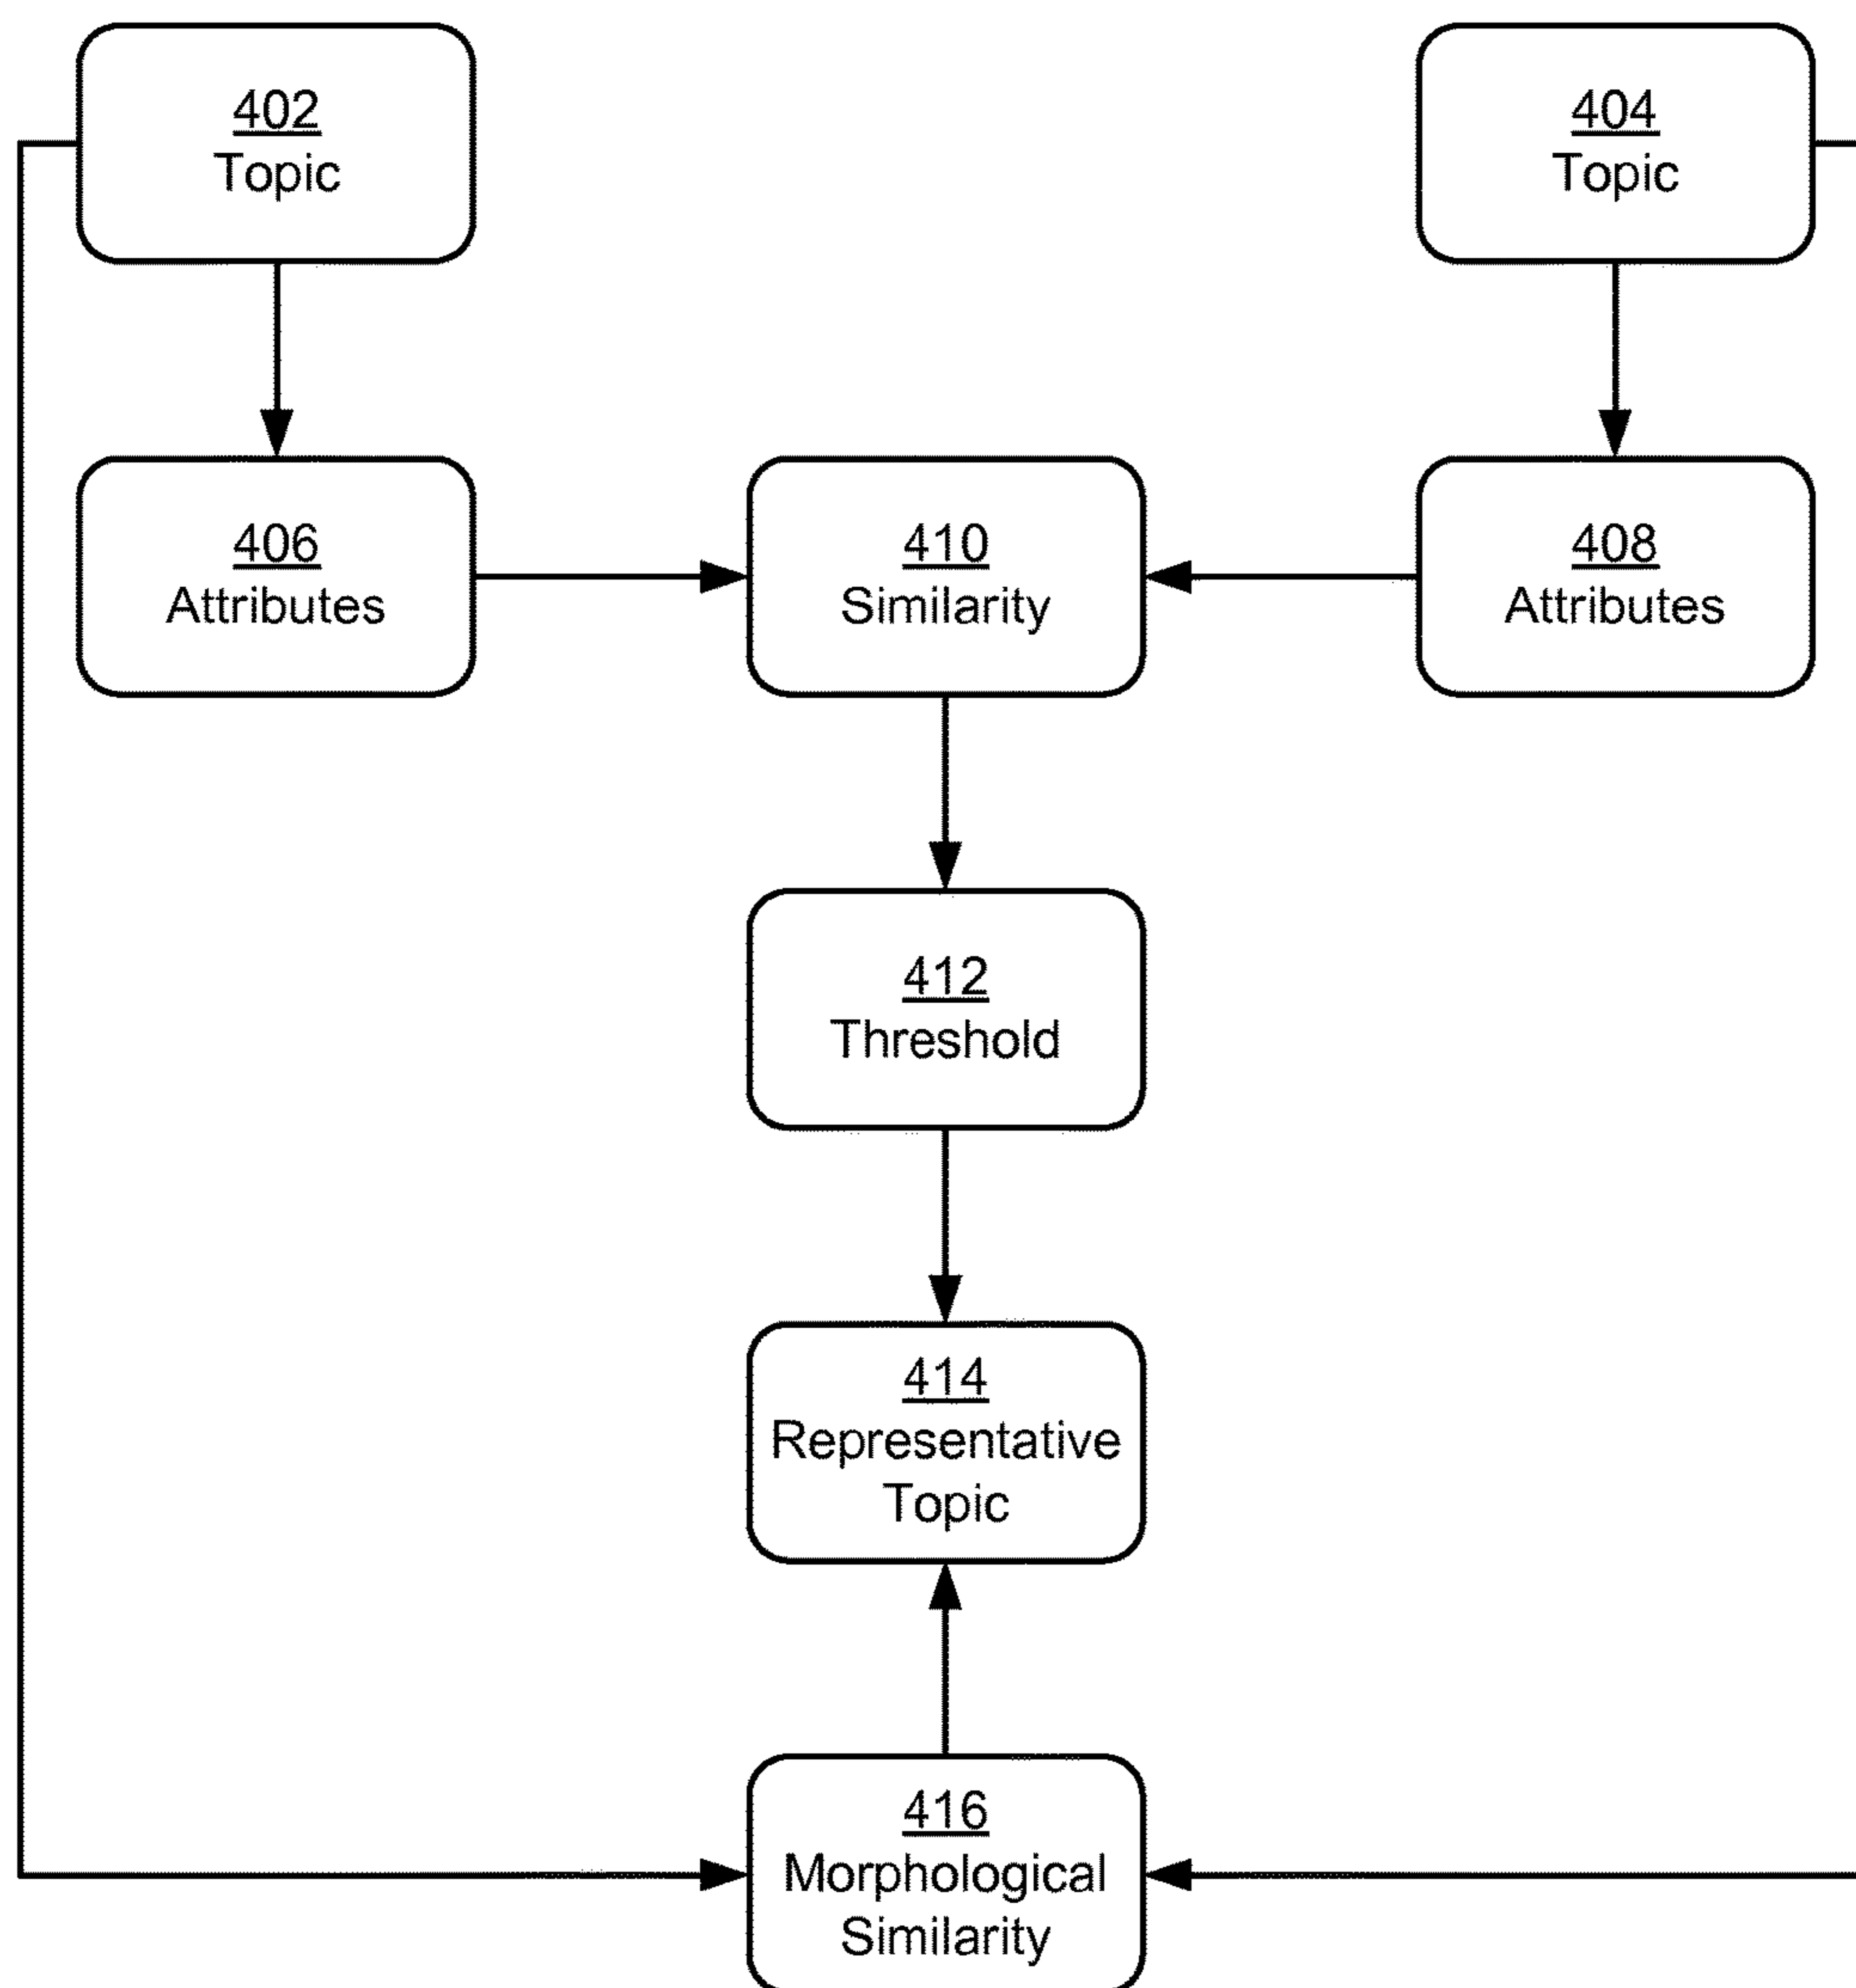 402
Topic
404
Topic
406
Attributes
410
Similarity
408
Attributes
412
Threshold
414
Representative
Topic
416
Morphological
Similarity